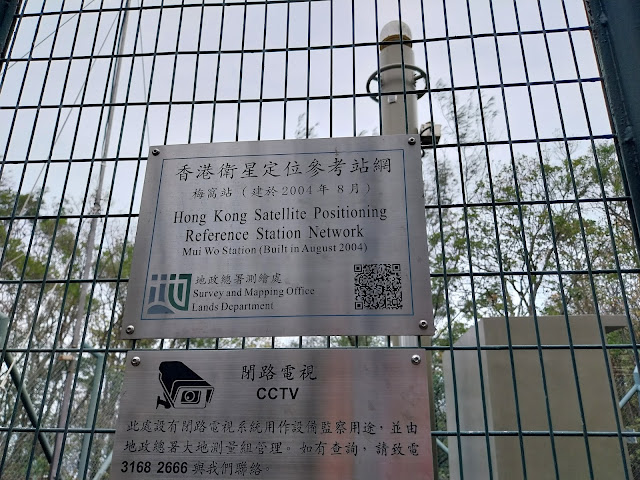 香港衛星定位參考站網
梅窩站（建於2004年8月）
Hong Kong Satellite Positioning
Reference Station Network
Mui Wo Station (Built in August 2004)
地政總署測繪處
Survey and Mapping Office
Lands Department
閉路電視
CCTV
此處設有閉路電視系統用作設備監察用途，並由
地政總署大地測量組管理。如有查詢，請致電
3168 2666 與我們聯絡。